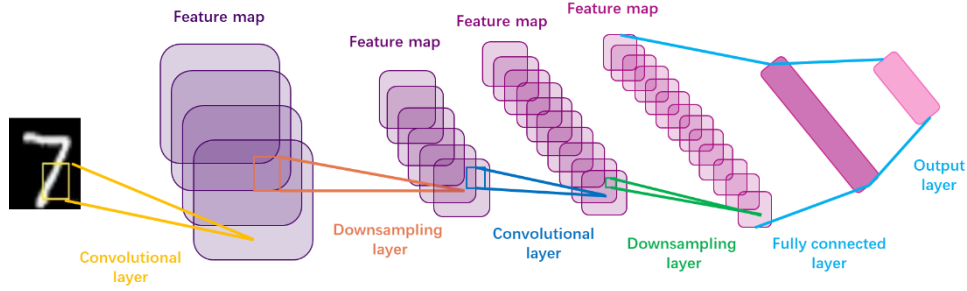 Feature map
Feature map
Feature map
Feature map
7
Convolutional
layer
Downsampling
layer
Convolutional
layer
Downsampling
layer
Fully connected
layer
Output
layer